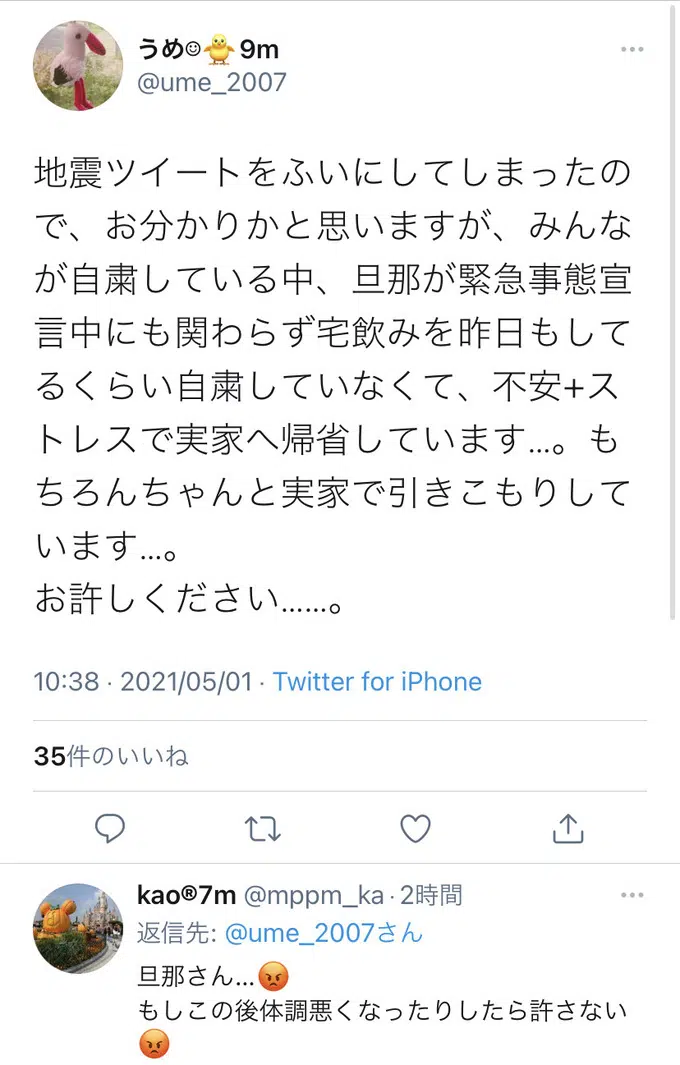 うめ☺︎🐥9m
@ume_2007
地震ツイートをふいにしてしまったの
で、お分かりかと思いますが、みんな
が自粛している中、旦那が緊急事態宣
言中にも関わらず宅飲みを昨日もして
るくらい自粛していなくて、不安+ス
トレスで実家へ帰省しています...。も
ちろんちゃんと実家で引きこもりして
います...。
お許しください......。
10:38 · 2021/05/01 · Twitter for iPhone
35件のいいね
kao®︎7m @mppm_ka · 2時間
返信先: @ume_2007さん
旦那さん...😡
もしこの後体調悪くなったりしたら許さない
😡